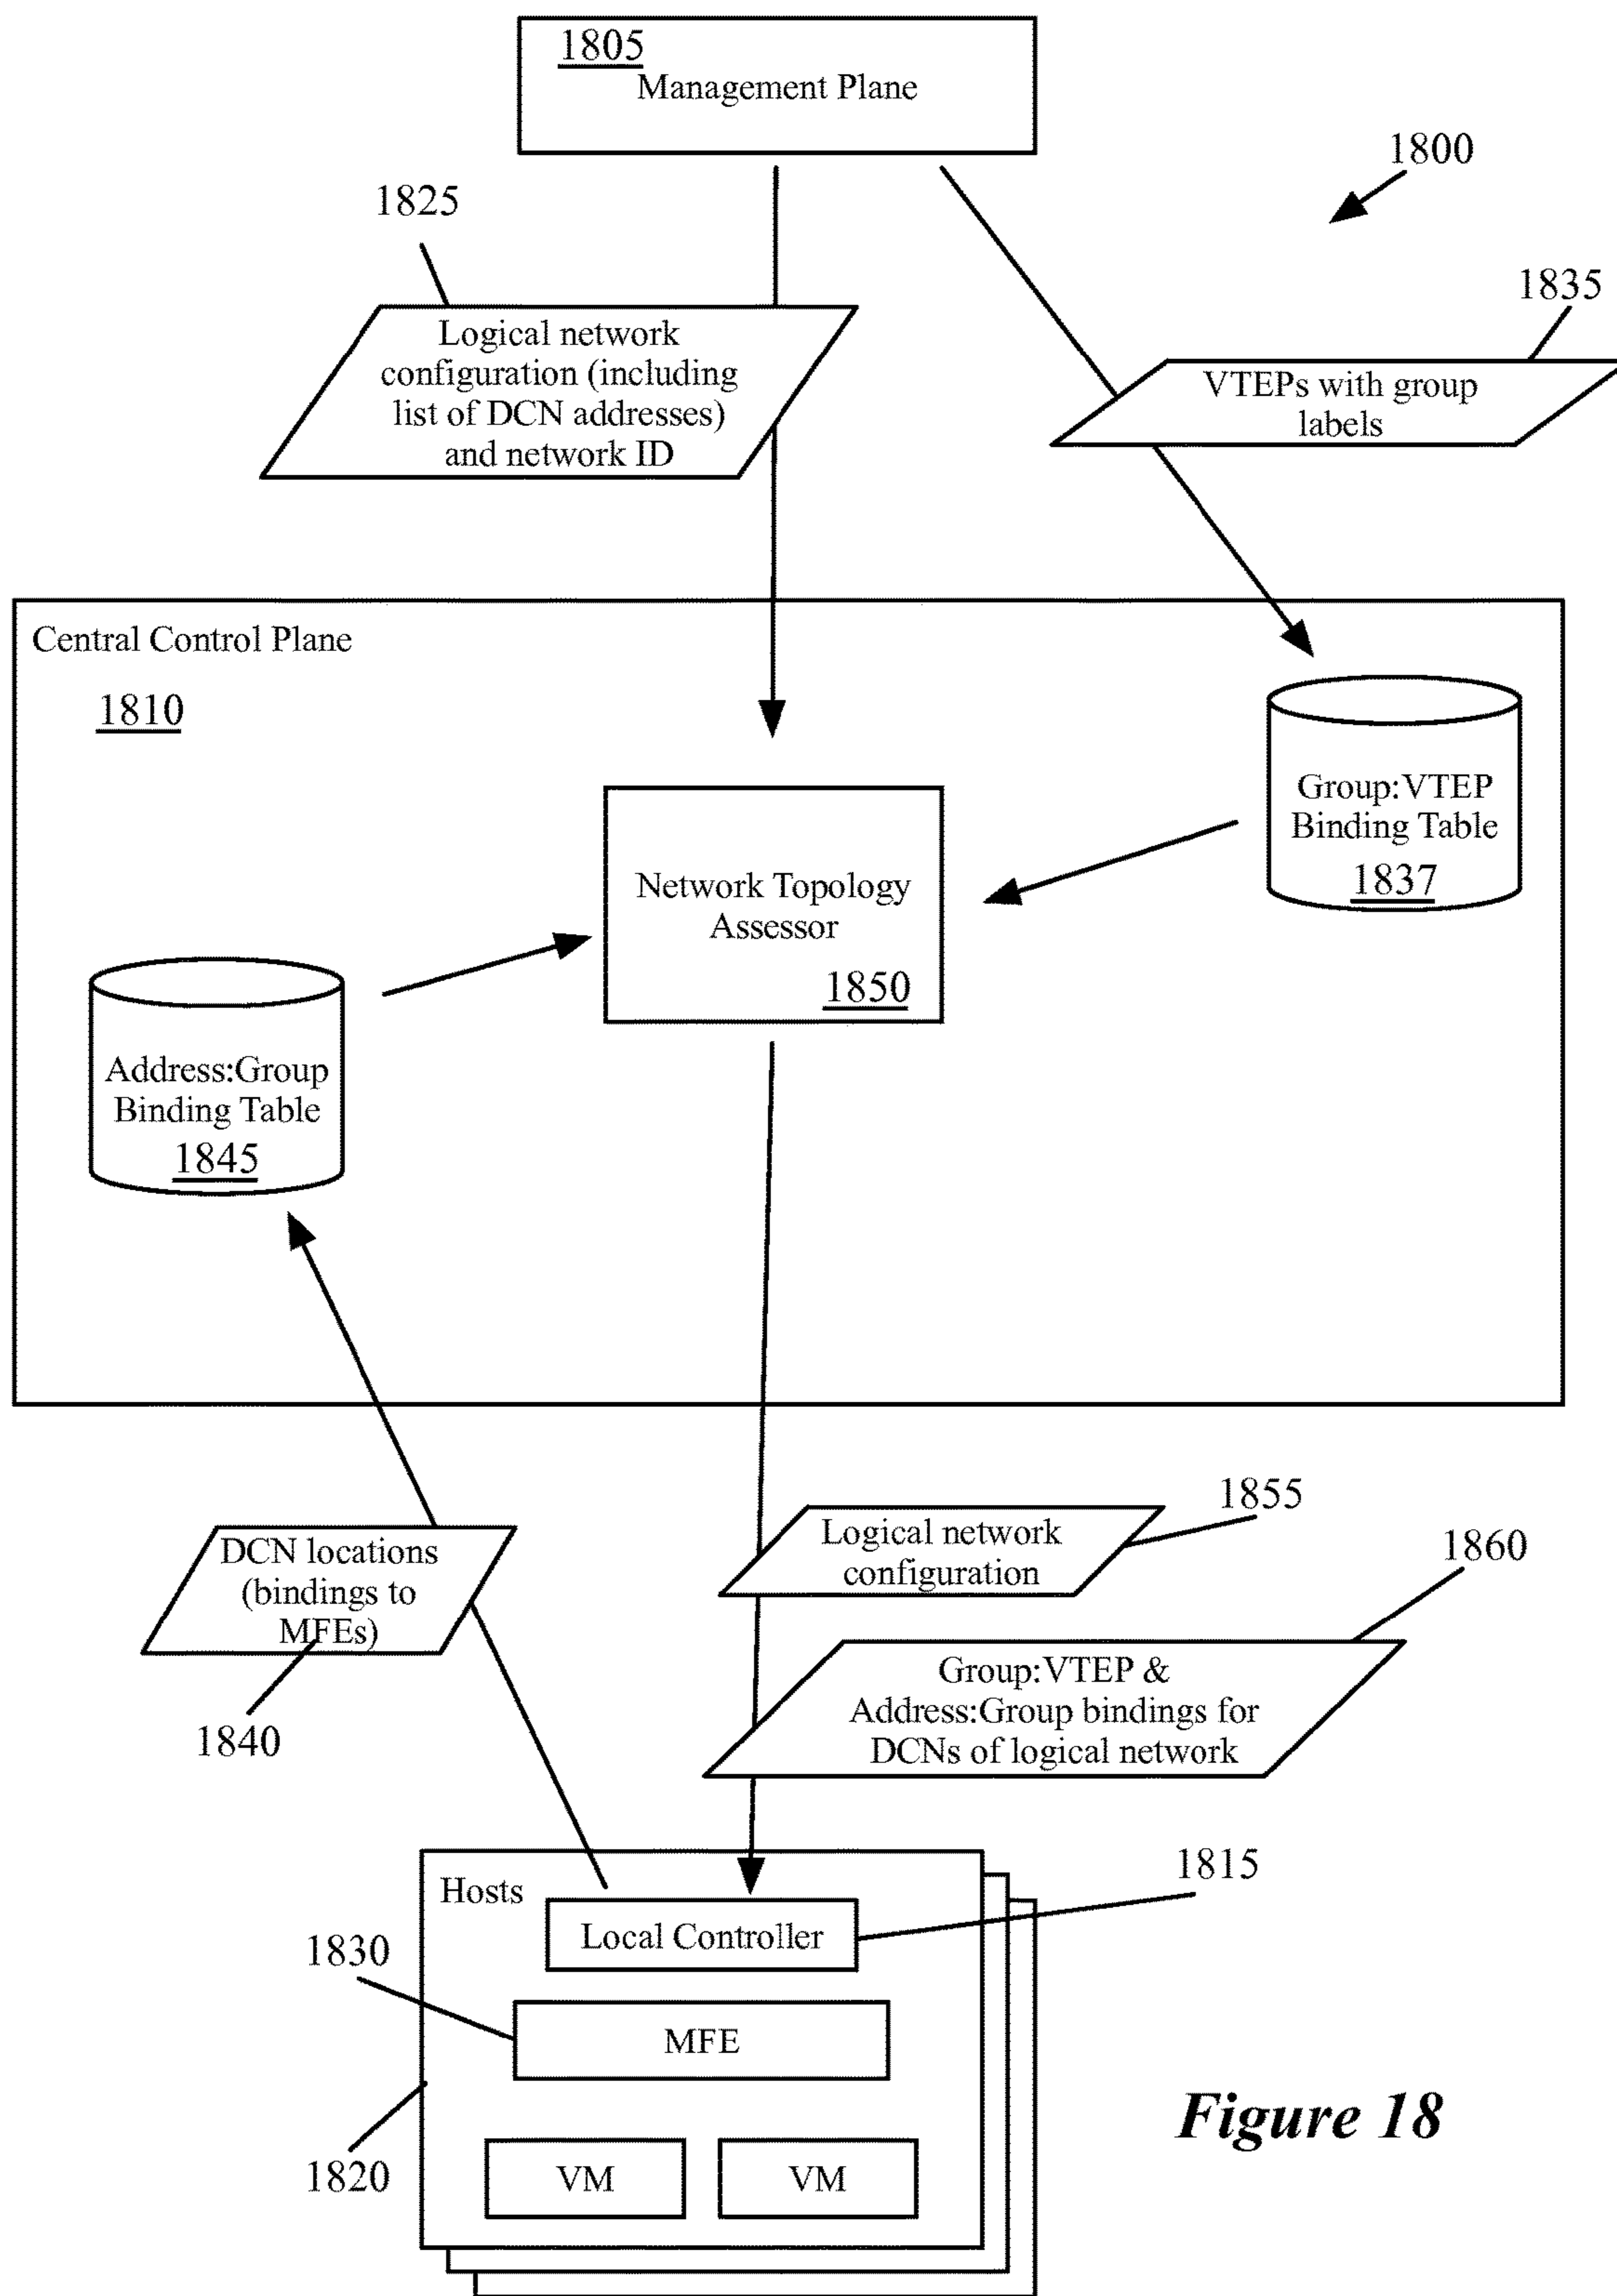 1805
Management Plane
1800
1825
1835
Logical network
configuration (including
list of DCN addresses)
and network ID
VTEPs with group
labels
Central Control Plane
1810
Group:VTEP
Binding Table
1837
Network Topology
Assessor
1850
Address:Group
Binding Table
1845
1855
Logical network
configuration
1860
DCN locations
(bindings to
MFEs)
1840
Group:VTEP &
Address:Group bindings for
DCNs of logical network
1815
Hosts
Local Controller
1830
MFE
1820
VM
VM
Figure 18